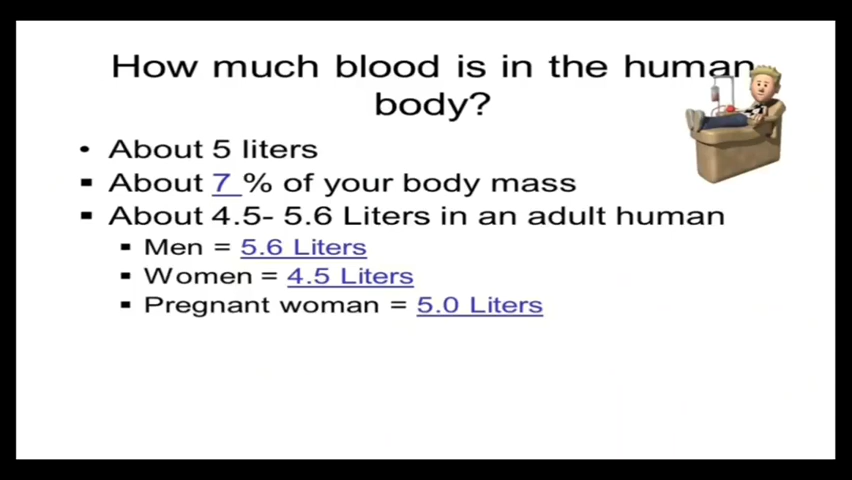 How much blood is in the human
body?
• About 5 liters
▪ About 7 % of your body mass
▪ About 4.5- 5.6 Liters in an adult human
▪ Men = 5.6 Liters
▪ Women = 4.5 Liters
▪ Pregnant woman = 5.0 Liters